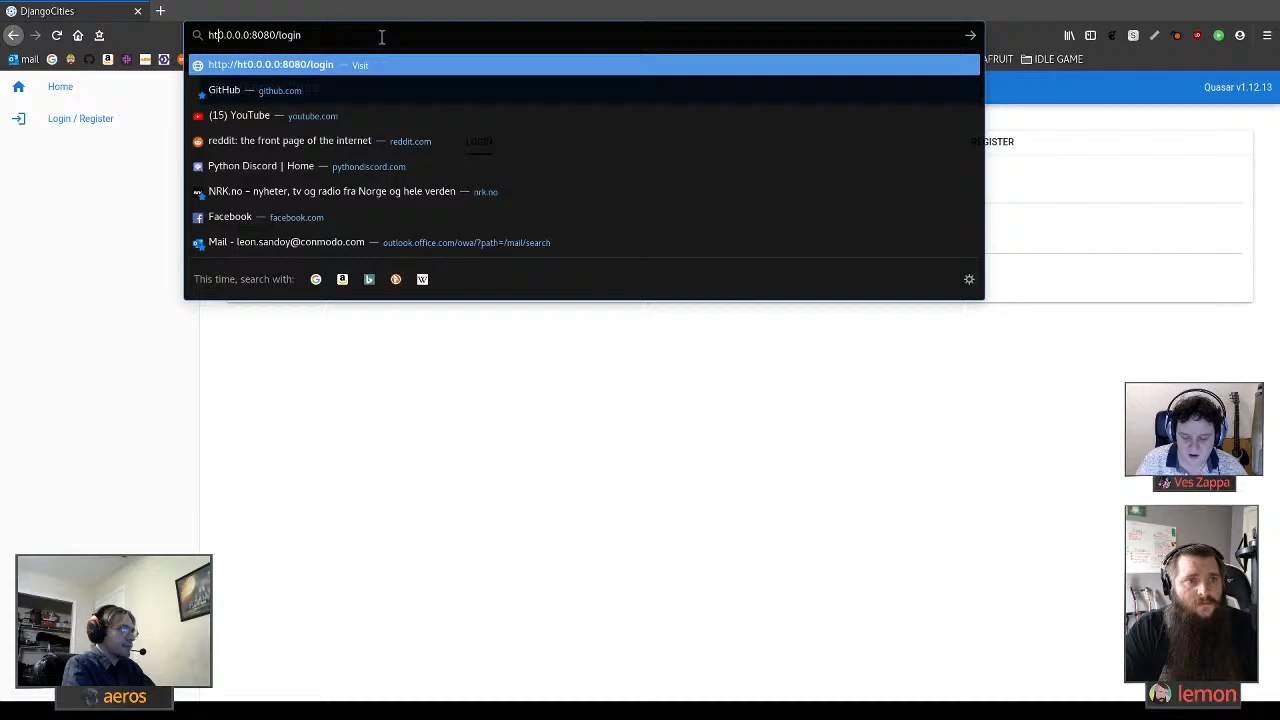 DjangoCities
ht0.0.0.0:8080/login
mail
AFRUIT
IDLE GAME
http://ht0.0.0.0:8080/login — Visit
GitHub — github.com
(15) YouTube — youtube.com
reddit: the front page of the internet — reddit.com
Python Discord | Home — pythondiscord.com
NRK.no – nyheter, tv og radio fra Norge og hele verden — nrk.no
Facebook — facebook.com
Mail - leon.sandoy@conmodo.com — outlook.office.com/owa/?path=/mail/search
This time, search with:
Home
Login / Register
Quasar v1.12.13
LOGIN
REGISTER
Ves Zappa
aeros
lemon